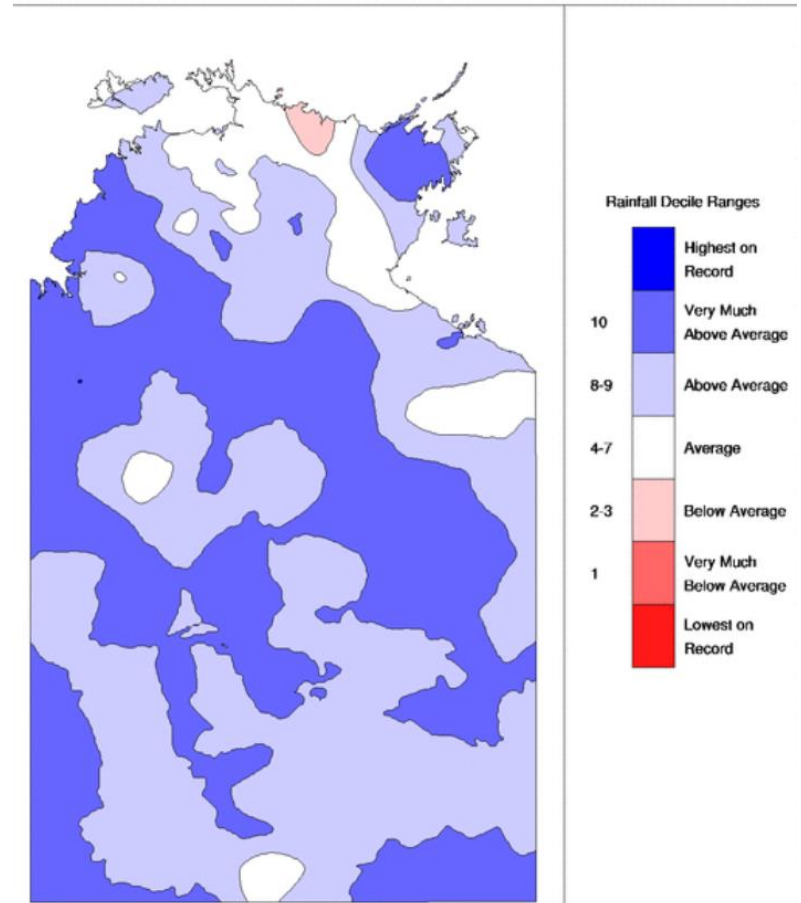 Rainfall Decile Ranges
Highest on
Record
10
Very Much
Above Average
8-9
Above Average
4-7
Average
2-3
Below Average
1
Very Much
Below Average
Lowest on
Record